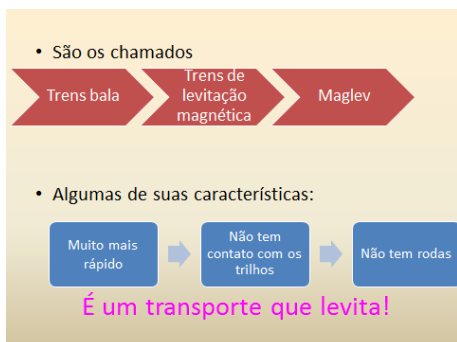 • São os chamados
Trens bala
Trens de
levitação
magnética
Maglev
• Algumas de suas características:
Muito mais
rápido
Não tem
contato com os
trilhos
Não tem rodas
É um transporte que levita!